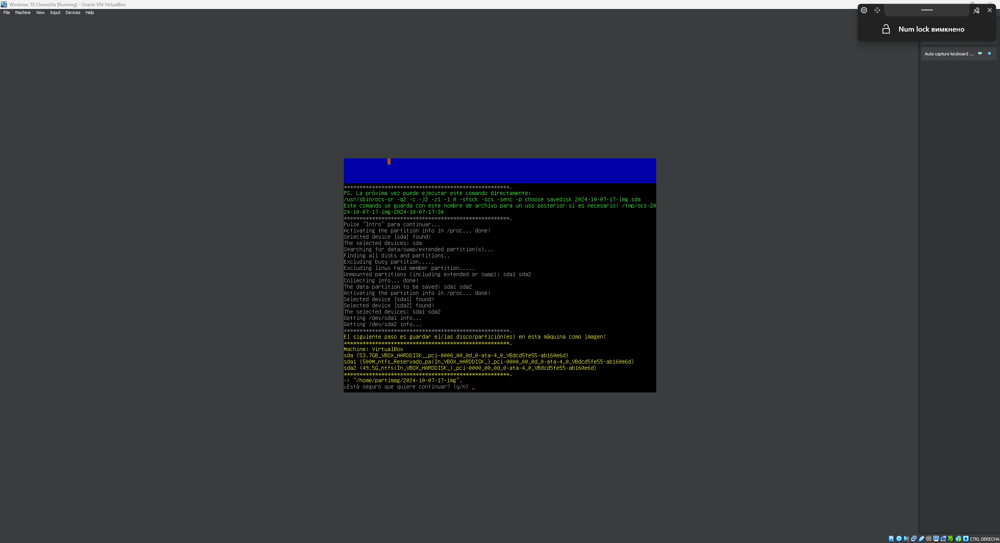 Windows 10 Clonezilla [Running] - Oracle VM VirtualBox
File Machine View Input Devices Help
Num lock вимкнено
Auto capture keyboard ...
*****************************************************.
PS. La próxima vez puede ejecutar este comando directamente:
/usr/sbin/ocs-sr -q2 -c -j2 -z1 -i 0 -sfsck -scs -senc -p choose savedisk 2024-10-07-17-img sda
Este comando se guarda con este nombre de archivo para un uso posterior si es necesario: /tmp/ocs-20
24-10-07-17-img-2024-10-07-17-34
*****************************************************.
Pulse "Intro" para continuar...
Activating the partition info in /proc... done!
Selected device [sda] found!
The selected devices: sda
Searching for data/swap/extended partition(s)...
Finding all disks and partitions..
Excluding busy partition.....
Excluding linux raid member partition.....
Unmounted partitions (including extended or swap): sda1 sda2
Collecting info... done!
The data partition to be saved: sda1 sda2
Activating the partition info in /proc... done!
Selected device [sda1] found!
Selected device [sda2] found!
The selected devices: sda1 sda2
Getting /dev/sda1 info...
Getting /dev/sda2 info...
*****************************************************.
El siguiente paso es guardar el/las disco/partición(es) en esta máquina como imagen:
*****************************************************.
Machine: VirtualBox
sda (53.7GB_VBOX_HARDDISK__pci-0000_00_0d_0-ata-4_0_VBdcd5fe55-ab160e6d)
sda1 (500M_ntfs_Reservado_pa(In_VBOX_HARDDISK_)_pci-0000_00_0d_0-ata-4_0_VBdcd5fe55-ab160e6d)
sda2 (49.5G_ntfs(In_VBOX_HARDDISK_)_pci-0000_00_0d_0-ata-4_0_VBdcd5fe55-ab160e6d)
*****************************************************.
-> "/home/partimag/2024-10-07-17-img".
¿Está seguro que quiere continuar? (y/n) _
CTRL DERECHA